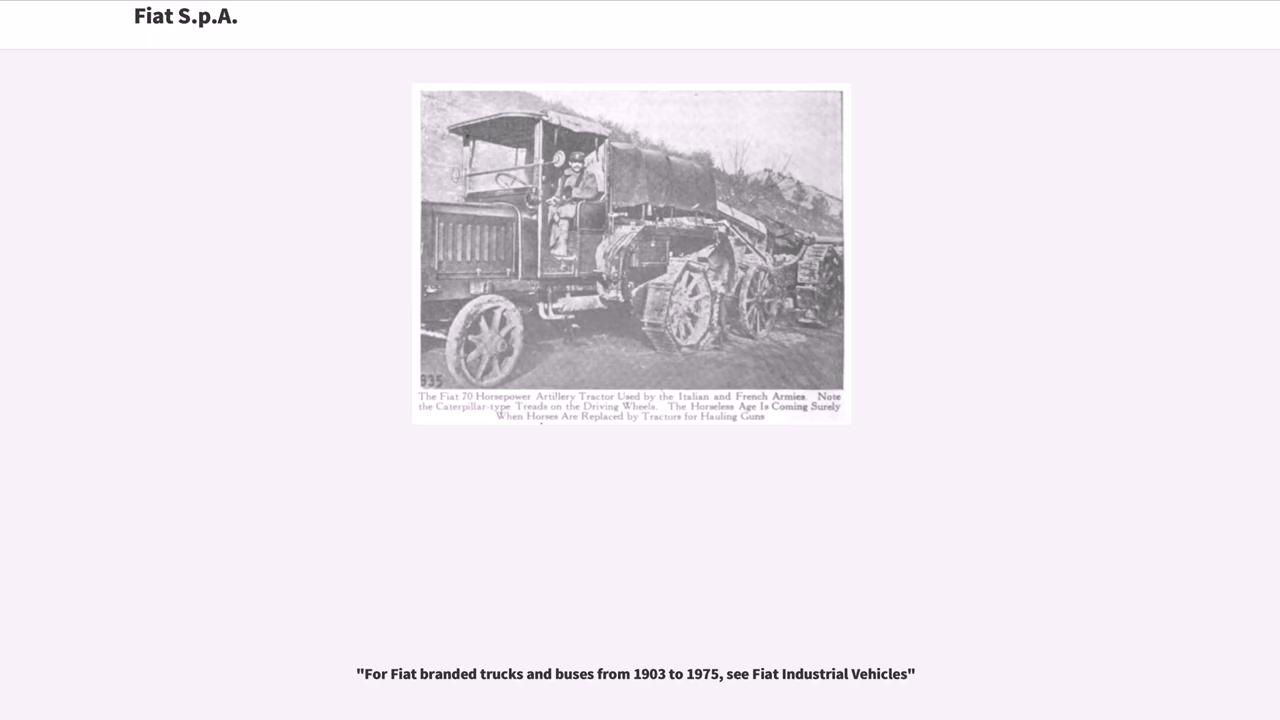 Fiat S.p.A.
935
The Fiat 70 Horsepower Artillery Tractor Used by the Italian and French Armies. Note
the Caterpillar-type Treads on the Driving Wheels. The Horseless Age Is Coming Surely
When Horses Are Replaced by Tractors for Hauling Guns
"For Fiat branded trucks and buses from 1903 to 1975, see Fiat Industrial Vehicles"